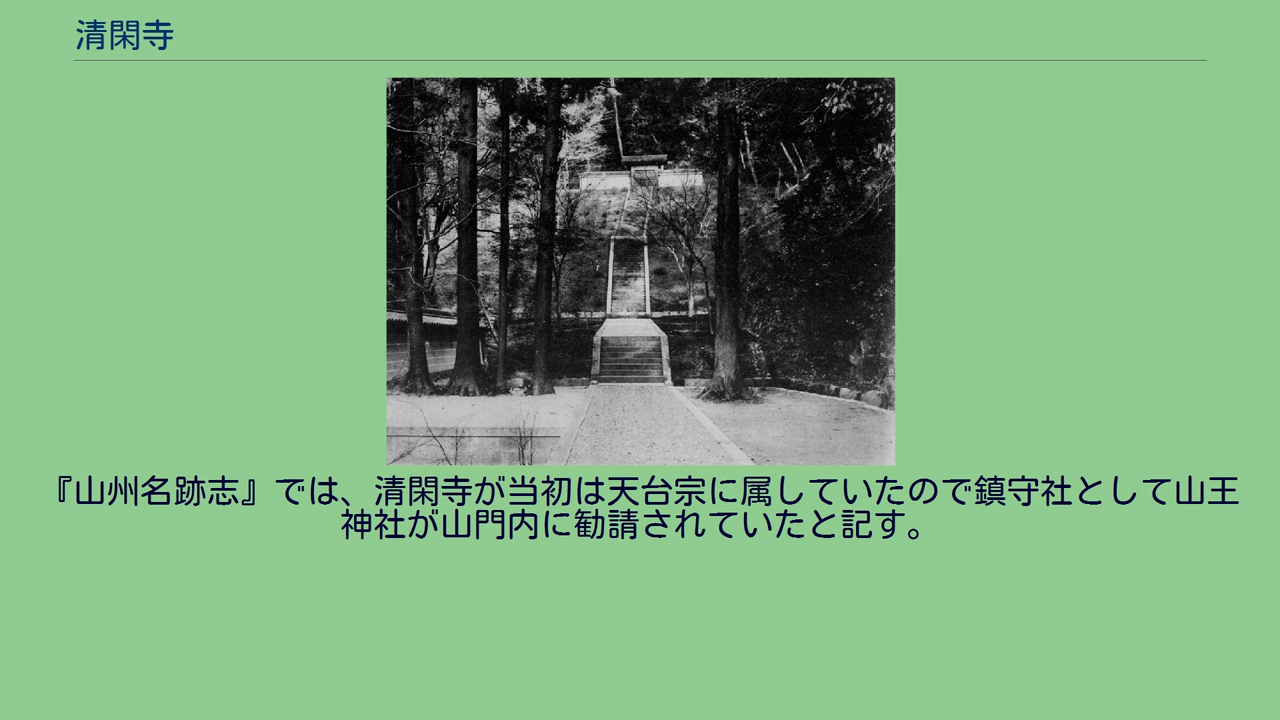 清閑寺
『山州名跡志』では、清閑寺が当初は天台宗に属していたので鎮守社として山王
神社が山門内に勧請されていたと記す。